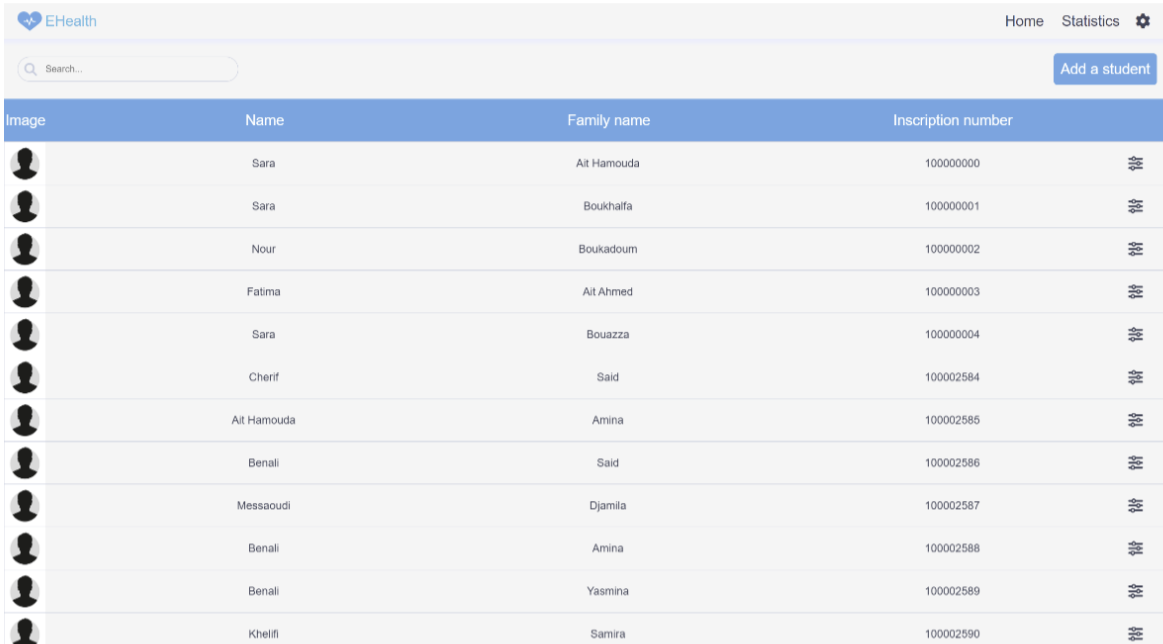 EHealth Home Statistics
Search... Add a student
Image Name Family name Inscription number
Sara Ait Hamouda 100000000
Sara Boukhalfa 100000001
Nour Boukadoum 100000002
Fatima Ait Ahmed 100000003
Sara Bouazza 100000004
Cherif Said 100002584
Ait Hamouda Amina 100002585
Benali Said 100002586
Messaoudi Djamila 100002587
Benali Amina 100002588
Benali Yasmina 100002589
Khelifi Samira 100002590